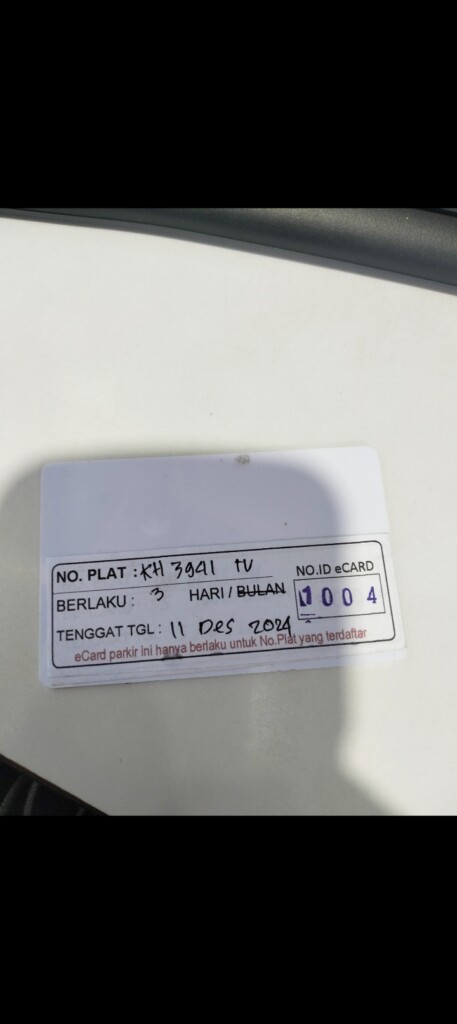 NO. PLAT : KH 3941 TU
NO.ID eCARD
BERLAKU : 3 HARI / BULAN
1004
TENGGAT TGL : 11 Des 2024
eCard parkir ini hanya berlaku untuk No.Plat yang terdaftar